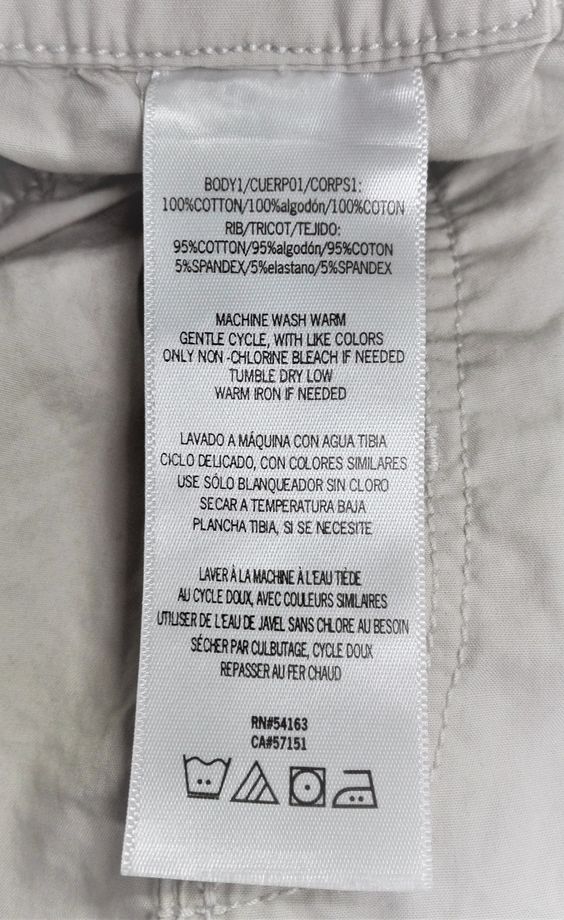 BODY1/CUERPO1/CORPS1:
100%COTTON/100%algodón/100%COTON
RIB/TRICOT/TEJIDO:
95%COTTON/95%algodón/95%COTON
5%SPANDEX/5%elastano/5%SPANDEX
MACHINE WASH WARM
GENTLE CYCLE, WITH LIKE COLORS
ONLY NON -CHLORINE BLEACH IF NEEDED
TUMBLE DRY LOW
WARM IRON IF NEEDED
LAVADO A MÁQUINA CON AGUA TIBIA
CICLO DELICADO, CON COLORES SIMILARES
USE SÓLO BLANQUEADOR SIN CLORO
SECAR A TEMPERATURA BAJA
PLANCHA TIBIA, SI SE NECESITE
LAVER À LA MACHINE À L'EAU TIÈDE
AU CYCLE DOUX, AVEC COULEURS SIMILAIRES
UTILISER DE L'EAU DE JAVEL SANS CHLORE AU BESOIN
SÉCHER PAR CULBUTAGE, CYCLE DOUX
REPASSER AU FER CHAUD
RN#54163
CA#57151